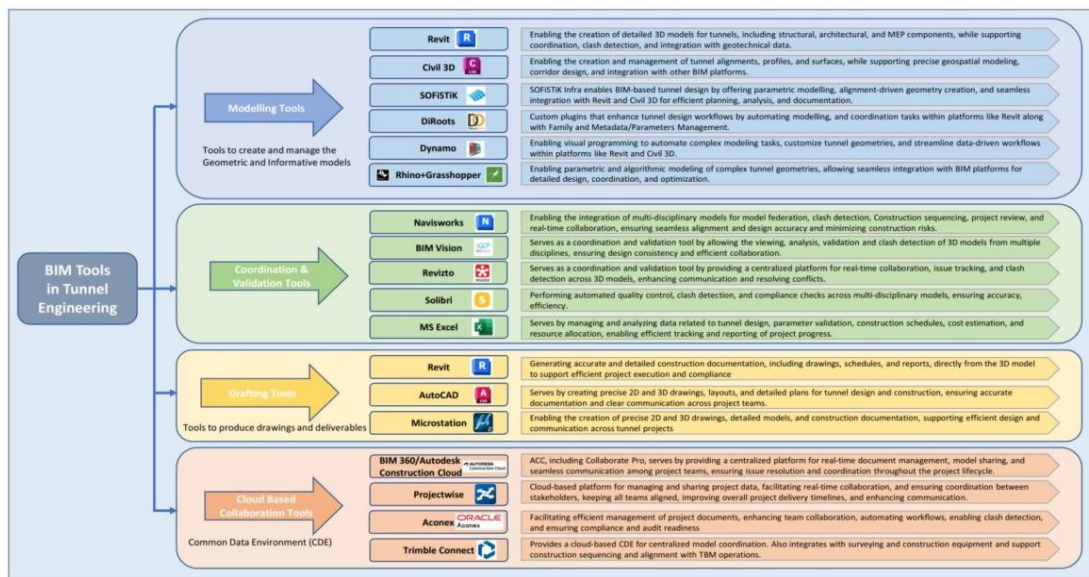 BIM Tools
in Tunnel
Engineering
Modelling Tools
Tools to create and manage the
Geometric and Informative models
Revit
R
Enabling the creation of detailed 3D models for tunnels, including structural, architectural, and MEP components, while supporting
coordination, clash detection, and integration with geotechnical data.
Civil 3D
C
Enabling the creation and management of tunnel alignments, profiles, and surfaces, while supporting precise geospatial modeling,
corridor design, and integration with other BIM platforms.
SOFiSTiK
SOFiSTiK Infra enables BIM-based tunnel design by offering parametric modelling, alignment-driven geometry creation, and seamless
integration with Revit and Civil 3D for efficient planning, analysis, and documentation.
DiRoots
Custom plugins that enhance tunnel design workflows by automating modelling, and coordination tasks within platforms like Revit along
with Family and Metadata/Parameters Management.
Dynamo
Enabling visual programming to automate complex modeling tasks, customize tunnel geometries, and streamline data-driven workflows
within platforms like Revit and Civil 3D.
Rhino+Grasshopper
Enabling parametric and algorithmic modeling of complex tunnel geometries, allowing seamless integration with BIM platforms for
detailed design, coordination, and optimization.
Coordination &
Validation Tools
Navisworks
N
Enabling the integration of multi-disciplinary models for model federation, clash detection, Construction sequencing, project review, and
real-time collaboration, ensuring seamless alignment and design accuracy and minimizing construction risks.
BIM Vision
Serves as a coordination and validation tool by allowing the viewing, analysis, validation and clash detection of 3D models from multiple
disciplines, ensuring design consistency and efficient collaboration.
Revizto
Serves as a coordination and validation tool by providing a centralized platform for real-time collaboration, issue tracking, and clash
detection across 3D models, enhancing communication and resolving conflicts.
Solibri
S
Performing automated quality control, clash detection, and compliance checks across multi-disciplinary models, ensuring accuracy,
efficiency.
MS Excel
Serves by managing and analyzing data related to tunnel design, parameter validation, construction schedules, cost estimation, and
resource allocation, enabling efficient tracking and reporting of project progress.
Drafting Tools
Tools to produce drawings and deliverables
Revit
R
Generating accurate and detailed construction documentation, including drawings, schedules, and reports, directly from the 3D model
to support efficient project execution and compliance
AutoCAD
A
Serves by creating precise 2D and 3D drawings, layouts, and detailed plans for tunnel design and construction, ensuring accurate
documentation and clear communication across project teams.
Microstation
Enabling the creation of precise 2D and 3D drawings, detailed models, and construction documentation, supporting efficient design and
communication across tunnel projects
Cloud Based
Collaboration Tools
Common Data Environment (CDE)
BIM 360/Autodesk
Construction Cloud
AUTODESK
Construction Cloud
ACC, including Collaborate Pro, serves by providing a centralized platform for real-time document management, model sharing, and
seamless communication among project teams, ensuring issue resolution and coordination throughout the project lifecycle.
Projectwise
Cloud-based platform for managing and sharing project data, facilitating real-time collaboration, and ensuring coordination between
stakeholders, keeping all teams aligned, improving overall project delivery timelines, and enhancing communication.
Aconex
ORACLE
Aconex
Facilitating efficient management of project documents, enhancing team collaboration, automating workflows, enabling clash detection,
and ensuring compliance and audit readiness
Trimble Connect
Provides a cloud-based CDE for centralized model coordination. Also integrates with surveying and construction equipment and support
construction sequencing and alignment with TBM operations.